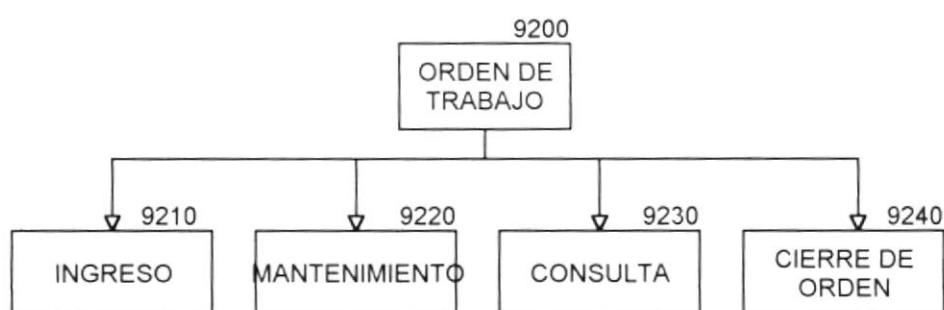 9200
ORDEN DE
TRABAJO
9210
9220
9230
9240
INGRESO
MANTENIMIENTO
CONSULTA
CIERRE DE
ORDEN